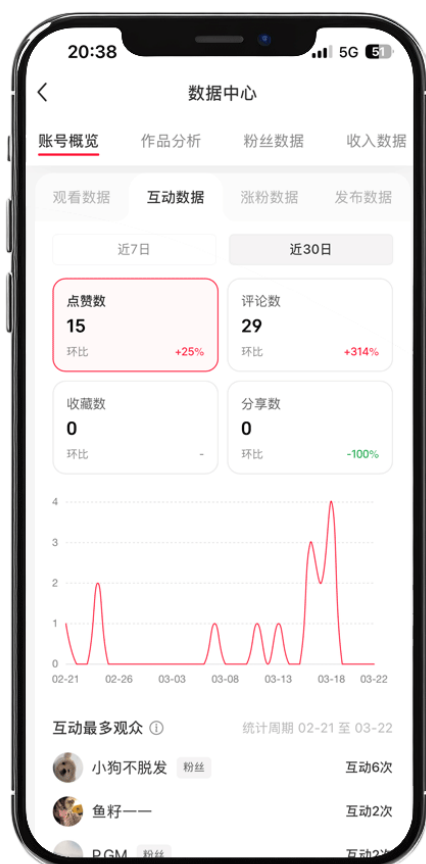 20:38 5G 51
数据中心
账号概览 作品分析 粉丝数据 收入数据
观看数据 互动数据 涨粉数据 发布数据
近7日 近30日
点赞数 评论数
15 29
环比 +25% 环比 +314%
收藏数 分享数
0 0
环比 - 环比 -100%
4
3
2
1
0
02-21 02-26 03-03 03-08 03-13 03-18 03-22
互动最多观众 统计周期 02-21 至 03-22
小狗不脱发 粉丝 互动6次
鱼籽一一 互动2次
P.GM 粉丝 互动2次